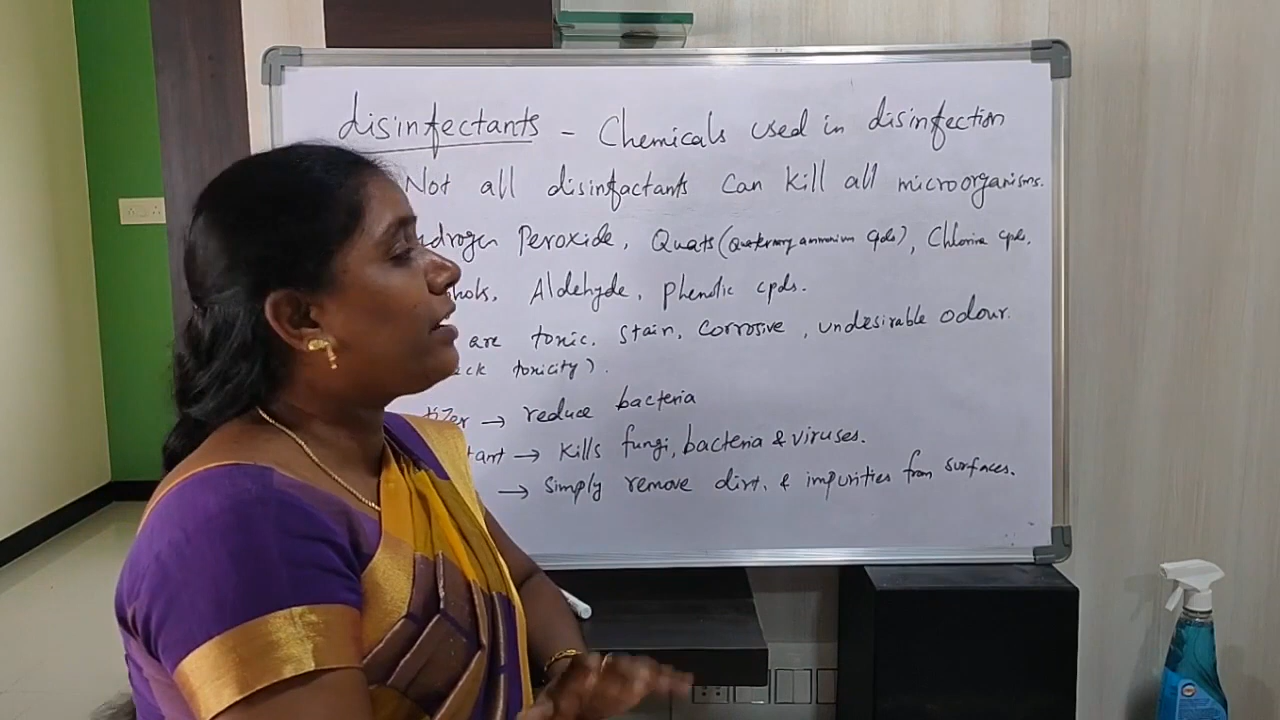 disinfectants - Chemicals used in disinfection
Not all disinfactants can kill all microorganisms.
Peroxide, Quats (Quaternary ammonium cpds), Chlorine cpds,
Aldehyde, phenolic cpds.
are toxic. Stain, corrosive, undesirable odour.
toxicity).
→ reduce bacteria
→ kills fungi, bacteria & viruses.
→ simply remove dirt. & impurities from surfaces.